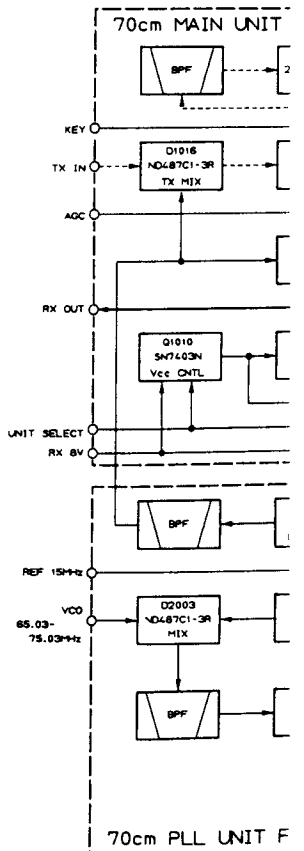 70cm MAIN UNIT
BPF
2
KEY
D1016
TX IN
ND487C1-3R
TX MIX
AGC
RX OUT
Q1010
SN7403N
Vcc CNTL
UNIT SELECT
RX 8V
BPF
REF 15MHz
VCO
65.03-
75.03MHz
D2003
ND487C1-3R
MIX
BPF
70cm PLL UNIT F